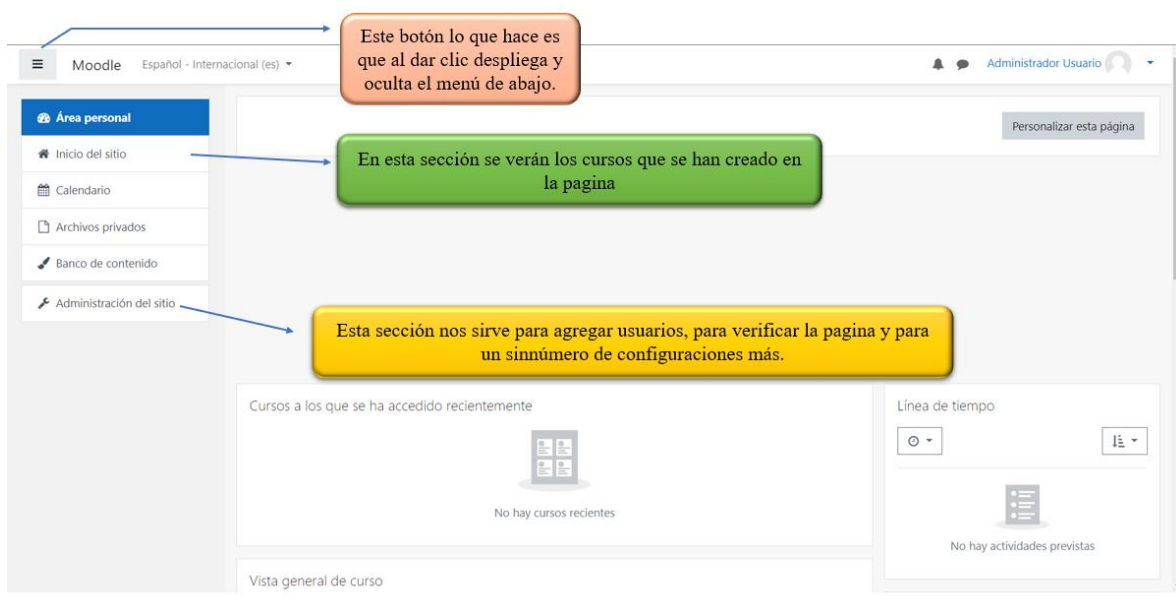 Este botón lo que hace es
que al dar clic despliega y
oculta el menú de abajo.
Moodle Español - Internacional (es)
Administrador Usuario
Área personal
Inicio del sitio
Calendario
Archivos privados
Banco de contenido
Administración del sitio
Personalizar esta página
En esta sección se verán los cursos que se han creado en
la pagina
Esta sección nos sirve para agregar usuarios, para verificar la pagina y para
un sinnúmero de configuraciones más.
Cursos a los que se ha accedido recientemente
No hay cursos recientes
Vista general de curso
Línea de tiempo
No hay actividades previstas